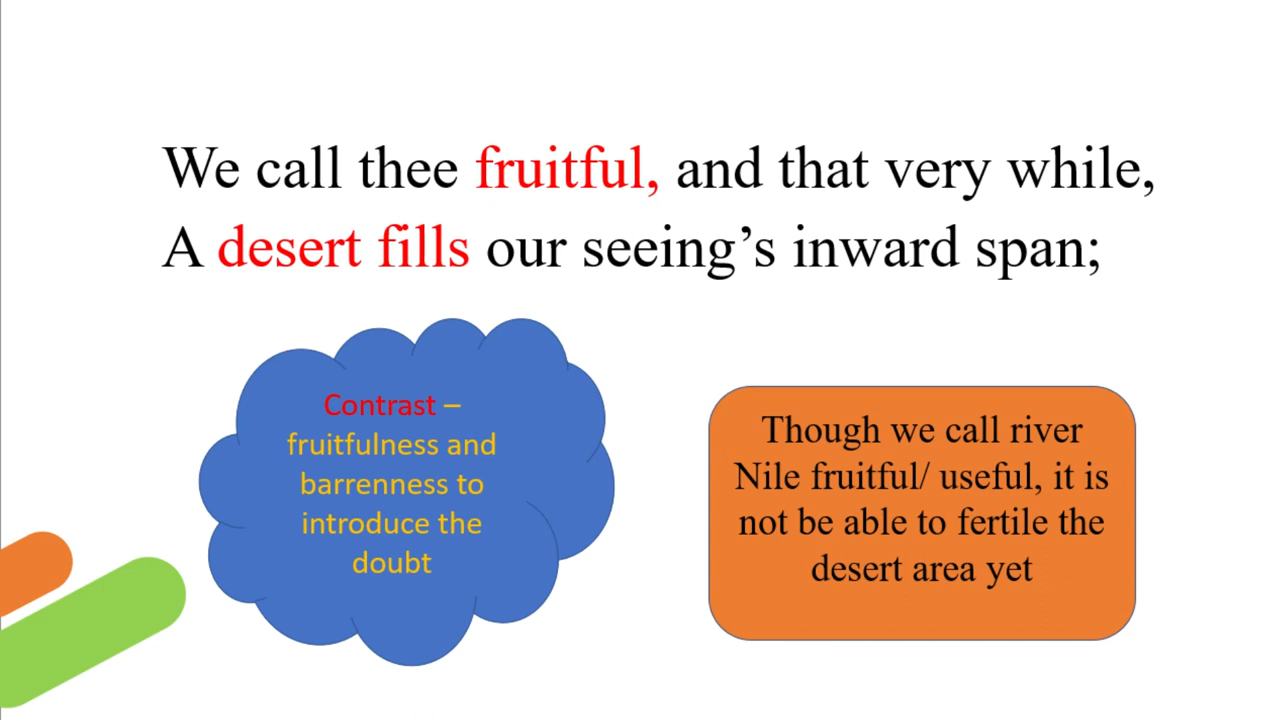 We call thee fruitful, and that very while,
A desert fills our seeing’s inward span;
Contrast –
fruitfulness and
barrenness to
introduce the
doubt
Though we call river
Nile fruitful/ useful, it is
not be able to fertile the
desert area yet